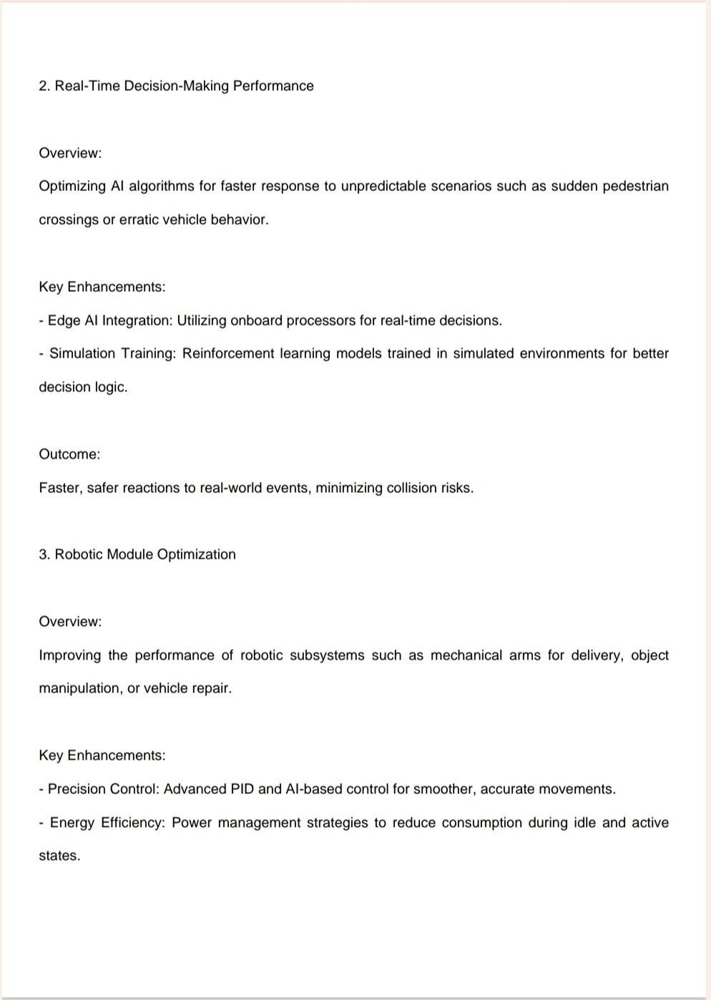 2. Real-Time Decision-Making Performance
Overview:
Optimizing AI algorithms for faster response to unpredictable scenarios such as sudden pedestrian
crossings or erratic vehicle behavior.
Key Enhancements:
- Edge AI Integration: Utilizing onboard processors for real-time decisions.
- Simulation Training: Reinforcement learning models trained in simulated environments for better
decision logic.
Outcome:
Faster, safer reactions to real-world events, minimizing collision risks.
3. Robotic Module Optimization
Overview:
Improving the performance of robotic subsystems such as mechanical arms for delivery, object
manipulation, or vehicle repair.
Key Enhancements:
- Precision Control: Advanced PID and AI-based control for smoother, accurate movements.
- Energy Efficiency: Power management strategies to reduce consumption during idle and active
states.